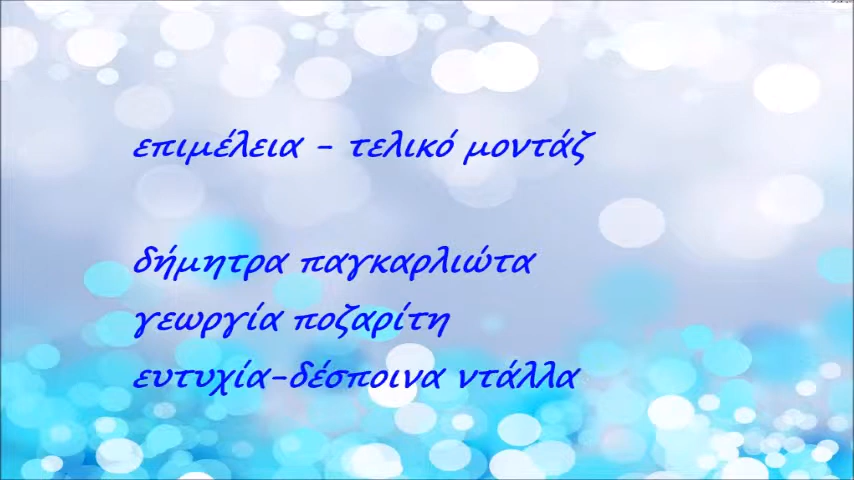 επιμέλεια - τελικό μοντάζ
δήμητρα παγκαρλιώτα
γεωργία ποζαρίτη
ευτυχία-δέσποινα ντάλλα